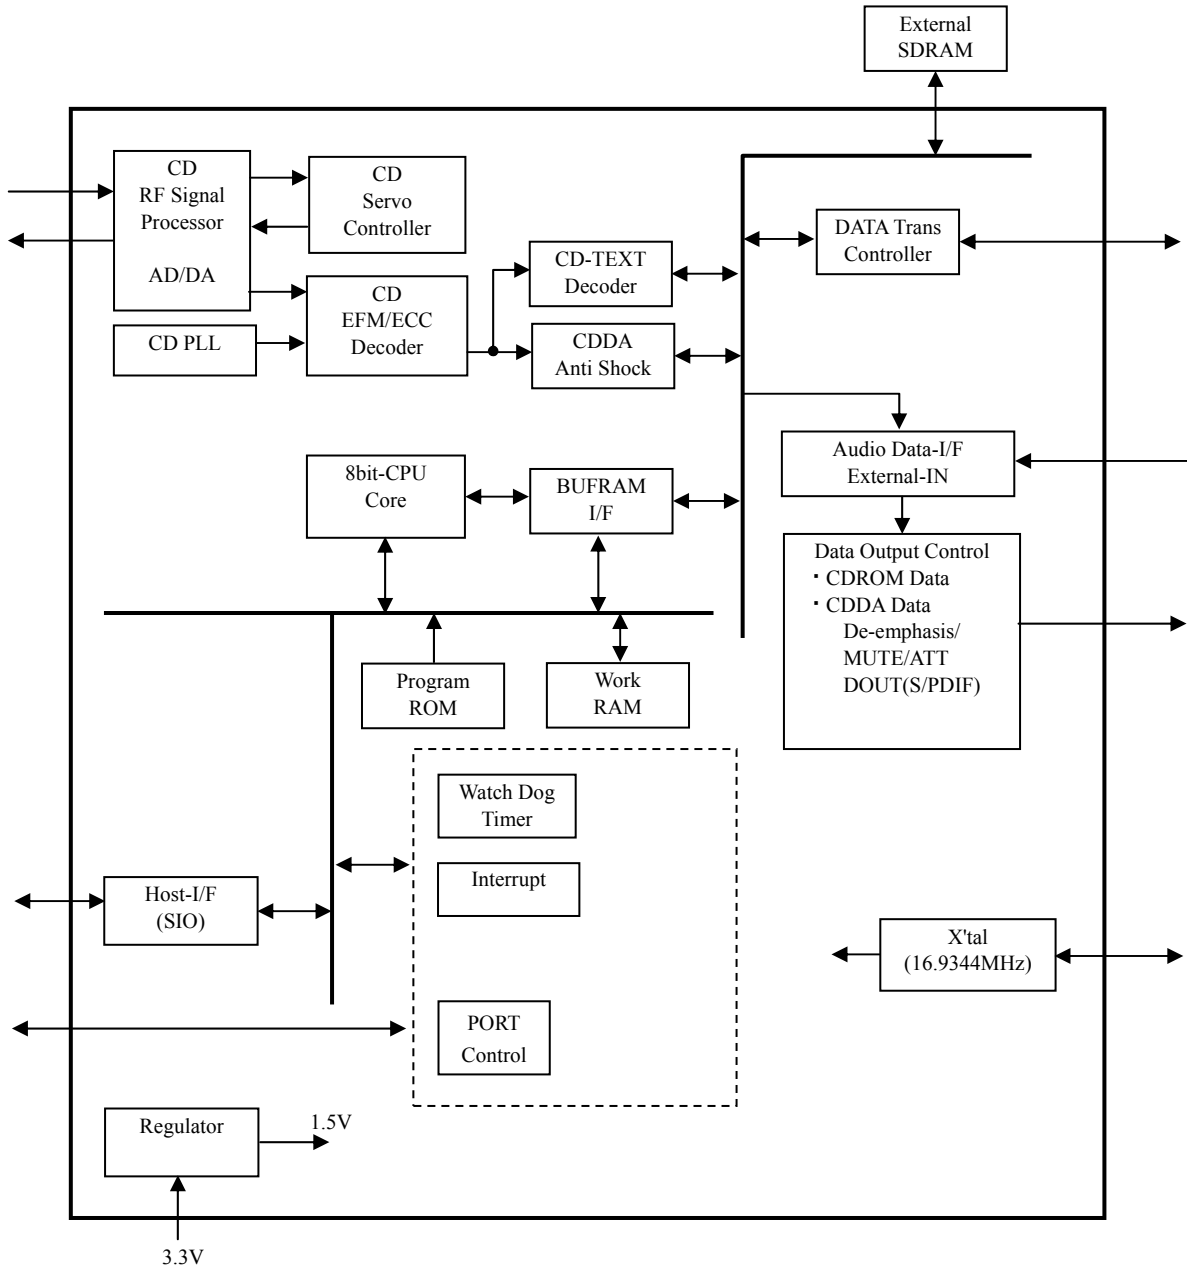 External
SDRAM
CD
RF Signal
Processor
AD/DA
CD
Servo
Controller
DATA Trans
Controller
CD-TEXT
Decoder
CD
EFM/ECC
Decoder
CD PLL
CDDA
Anti Shock
Audio Data-I/F
External-IN
8bit-CPU
Core
BUFRAM
I/F
Data Output Control
・CDROM Data
・CDDA Data
De-emphasis/
MUTE/ATT
DOUT(S/PDIF)
Program
ROM
Work
RAM
Watch Dog
Timer
Interrupt
Host-I/F
(SIO)
X'tal
(16.9344MHz)
PORT
Control
Regulator
1.5V
3.3V